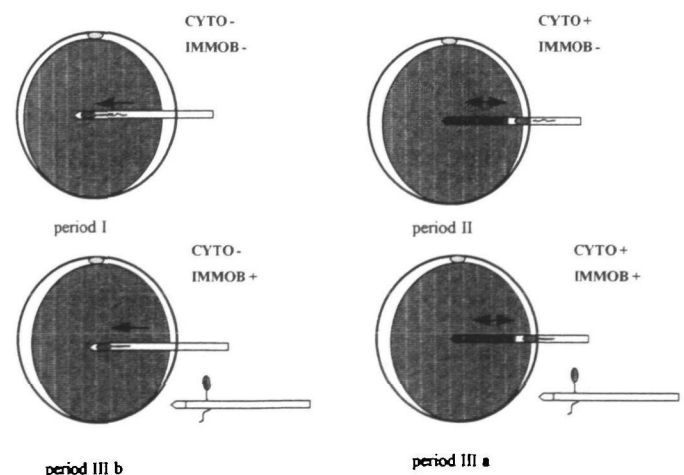 CYTO -
IMMOB -
CYTO +
IMMOB -
period I
period II
CYTO -
IMMOB +
CYTO +
IMMOB +
period III b
period III a